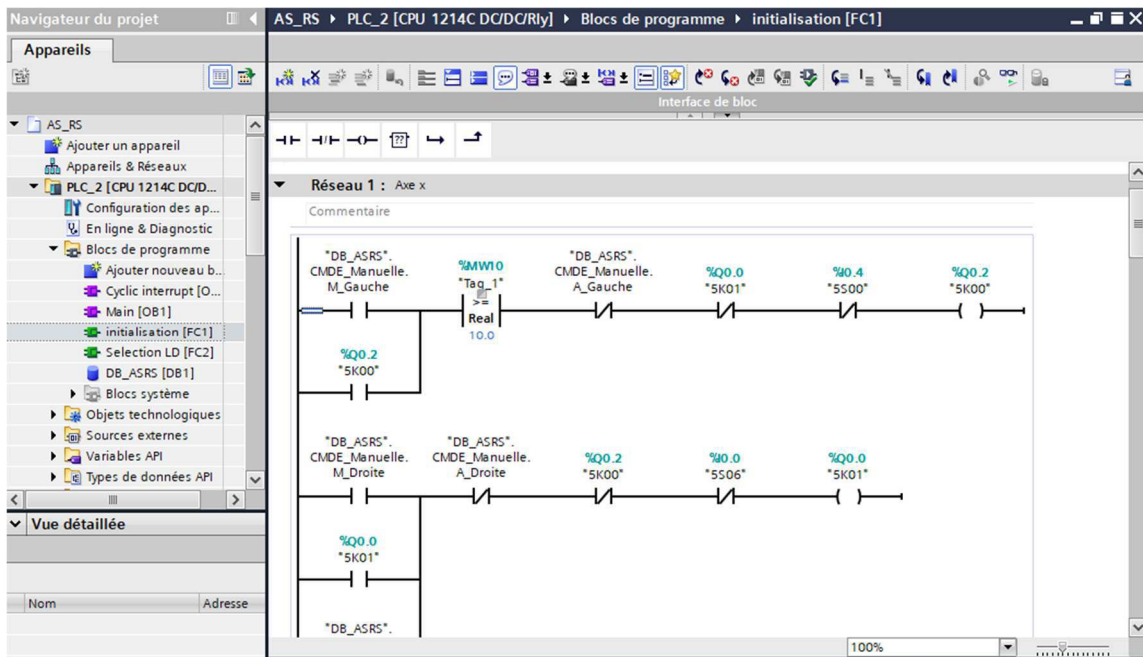 Navigateur du projet
AS_RS PLC_2 [CPU 1214C DC/DC/Rly] Blocs de programme initialisation [FC1]
Appareils
Interface de bloc
AS_RS
Ajouter un appareil
Appareils & Réseaux
PLC_2 [CPU 1214C DC/D...
Configuration des ap...
En ligne & Diagnostic
Blocs de programme
Ajouter nouveau b...
Cyclic interrupt [O...
Main [OB1]
initialisation [FC1]
Selection LD [FC2]
DB_ASRS [DB1]
Blocs système
Objets technologiques
Sources externes
Variables API
Types de données API
Vue détaillée
Nom Adresse
??
Réseau 1 : Axe x
Commentaire
"DB_ASRS".
CMDE_Manuelle.
M_Gauche
%MW10
"Tag_1"
>=
Real
10.0
"DB_ASRS".
CMDE_Manuelle.
A_Gauche
%Q0.0
"5K01"
%I0.4
"5S00"
%Q0.2
"5K00"
%Q0.2
"5K00"
"DB_ASRS".
CMDE_Manuelle.
M_Droite
"DB_ASRS".
CMDE_Manuelle.
A_Droite
%Q0.2
"5K00"
%I0.0
"5S06"
%Q0.0
"5K01"
%Q0.0
"5K01"
"DB_ASRS".
100%